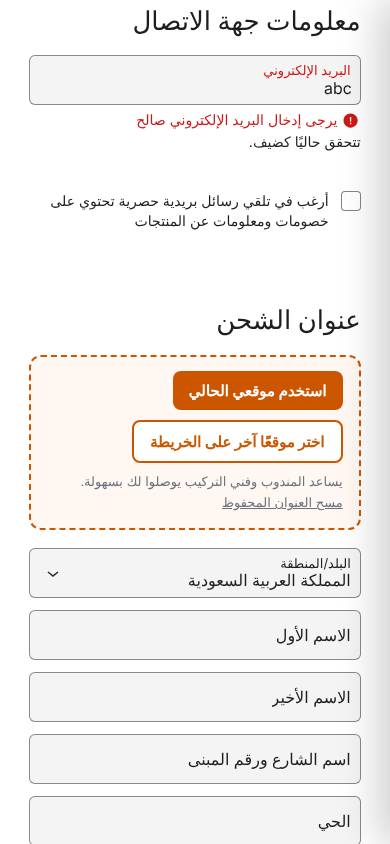 معلومات جهة الاتصال
البريد الإلكتروني
abc
يرجى إدخال البريد الإلكتروني صالح
تتحقق حاليًا كضيف.
أرغب في تلقي رسائل بريدية حصرية تحتوي على
خصومات ومعلومات عن المنتجات
عنوان الشحن
استخدم موقعي الحالي
اختر موقعًا آخر على الخريطة
يساعد المندوب وفني التركيب يوصلوا لك بسهولة.
مسح العنوان المحفوظ
البلد/المنطقة
المملكة العربية السعودية
الاسم الأول
الاسم الأخير
اسم الشارع ورقم المبنى
الحي